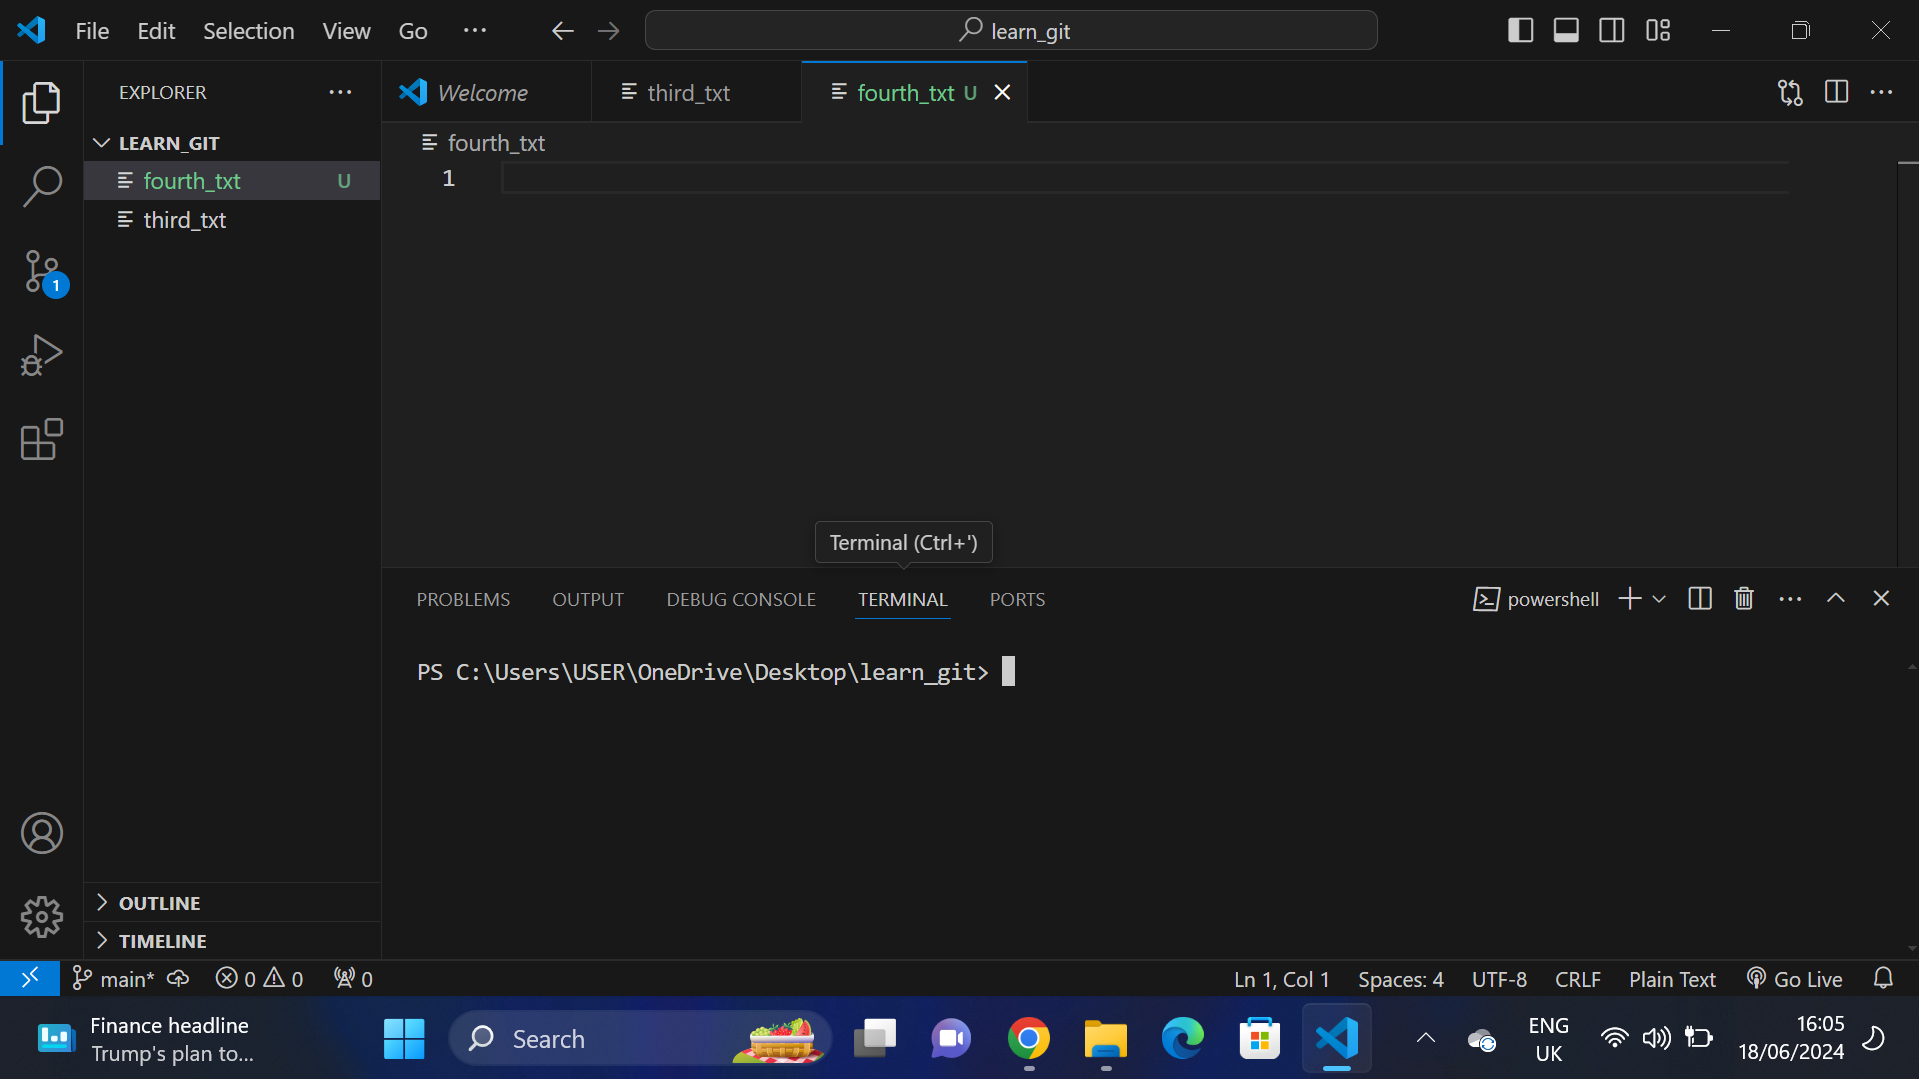 File Edit Selection View Go ··· learn_git
EXPLORER ···
Welcome third_txt fourth_txt U
LEARN_GIT
fourth_txt U
third_txt
fourth_txt
1
1
Terminal (Ctrl+')
PROBLEMS OUTPUT DEBUG CONSOLE TERMINAL PORTS powershell
PS C:\Users\USER\OneDrive\Desktop\learn_git>
OUTLINE
TIMELINE
main* 0 0 0 Ln 1, Col 1 Spaces: 4 UTF-8 CRLF Plain Text Go Live
Finance headline
Trump's plan to...
Search
ENG
UK
16:05
18/06/2024